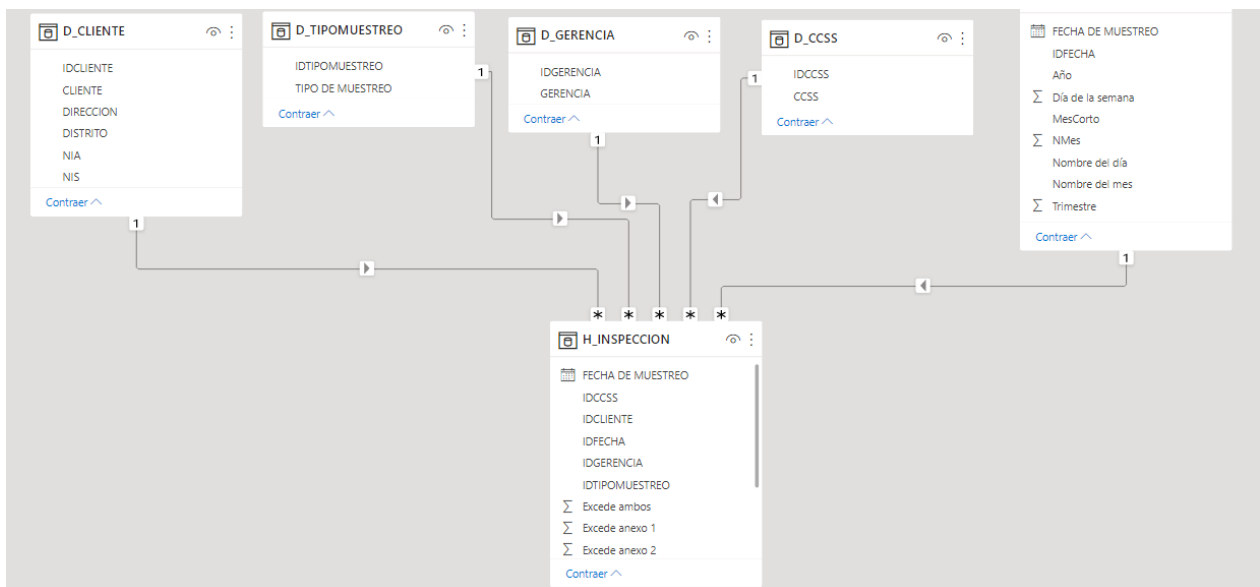 D_CLIENTE
IDCLIENTE
CLIENTE
DIRECCION
DISTRITO
NIA
NIS
Contraer
1
D_TIPOMUESTREO
IDTIPOMUESTREO
TIPO DE MUESTREO
Contraer
1
D_GERENCIA
IDGERENCIA
GERENCIA
Contraer
1
D_CCSS
IDCCSS
CCSS
Contraer
1
FECHA DE MUESTREO
IDFECHA
Año
Σ Día de la semana
MesCorto
Σ NMes
Nombre del día
Nombre del mes
Σ Trimestre
Contraer
1
* * * * *
H_INSPECCION
FECHA DE MUESTREO
IDCCSS
IDCLIENTE
IDFECHA
IDGERENCIA
IDTIPOMUESTREO
Σ Excede ambos
Σ Excede anexo 1
Σ Excede anexo 2
Contraer